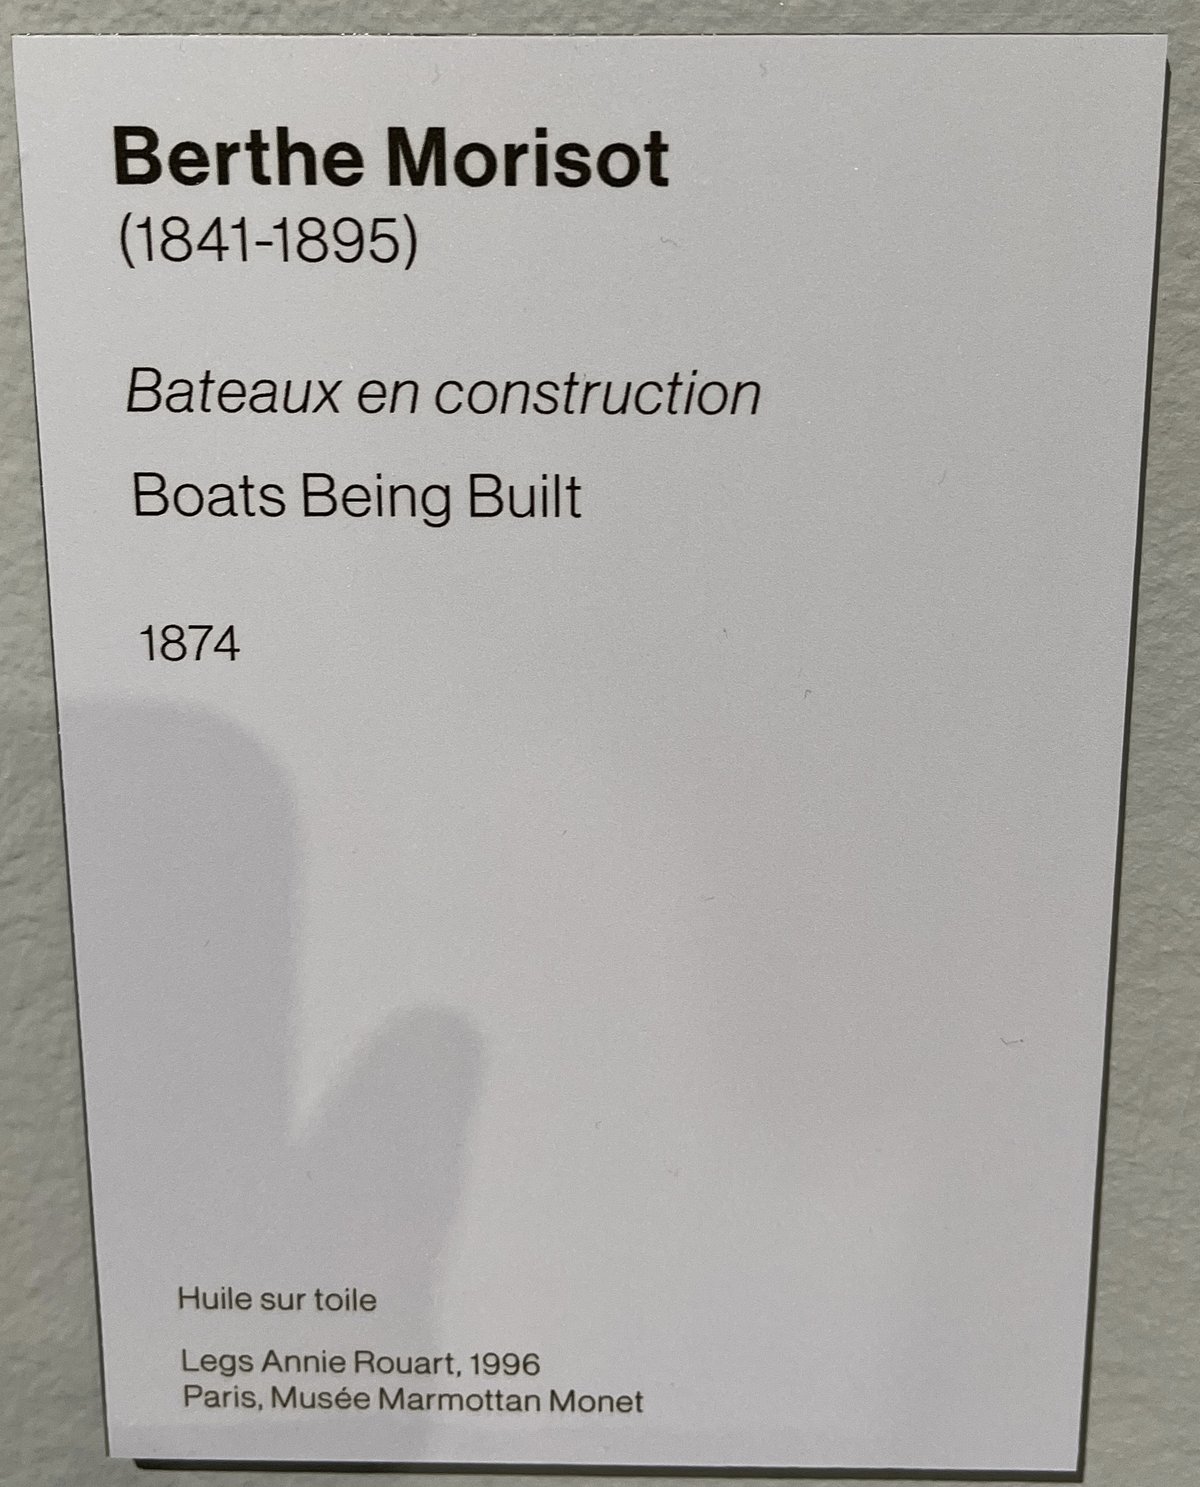 Berthe Morisot
(1841-1895)
Bateaux en construction
Boats Being Built
1874
Huile sur toile
Legs Annie Rouart, 1996
Paris, Musée Marmottan Monet